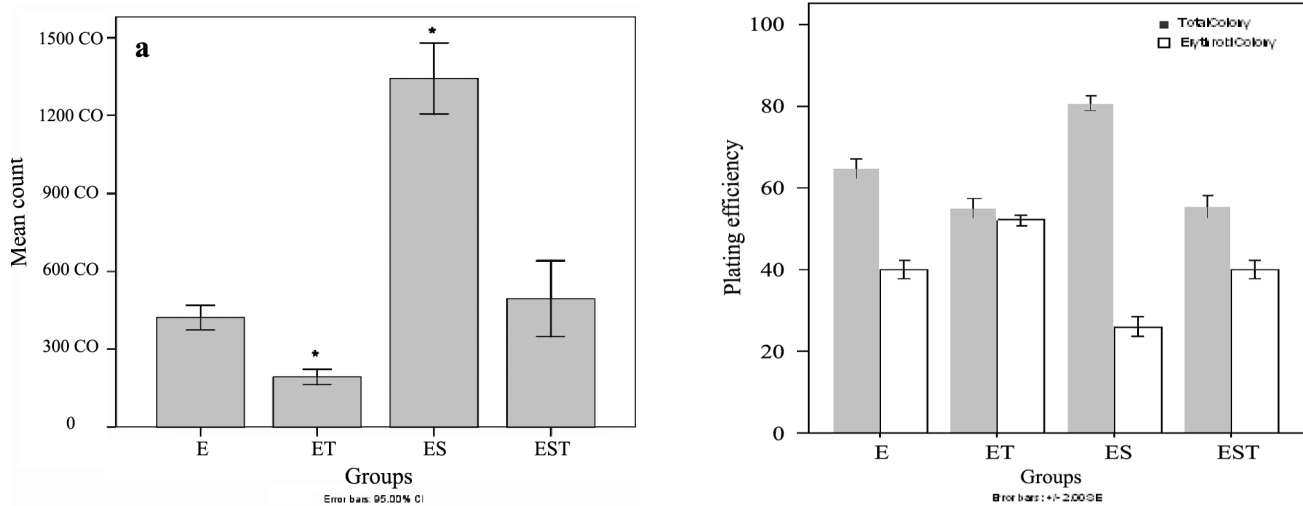 a
1500 CO
1200 CO
900 CO
600 CO
300 CO
0
Mean count
*
*
E ET ES EST
Groups
Error bars: 95.00% CI
100
80
60
40
20
0
Plating efficiency
TotalColony
E ET ES EST
Groups
Error bars: +/- 2.00 SE